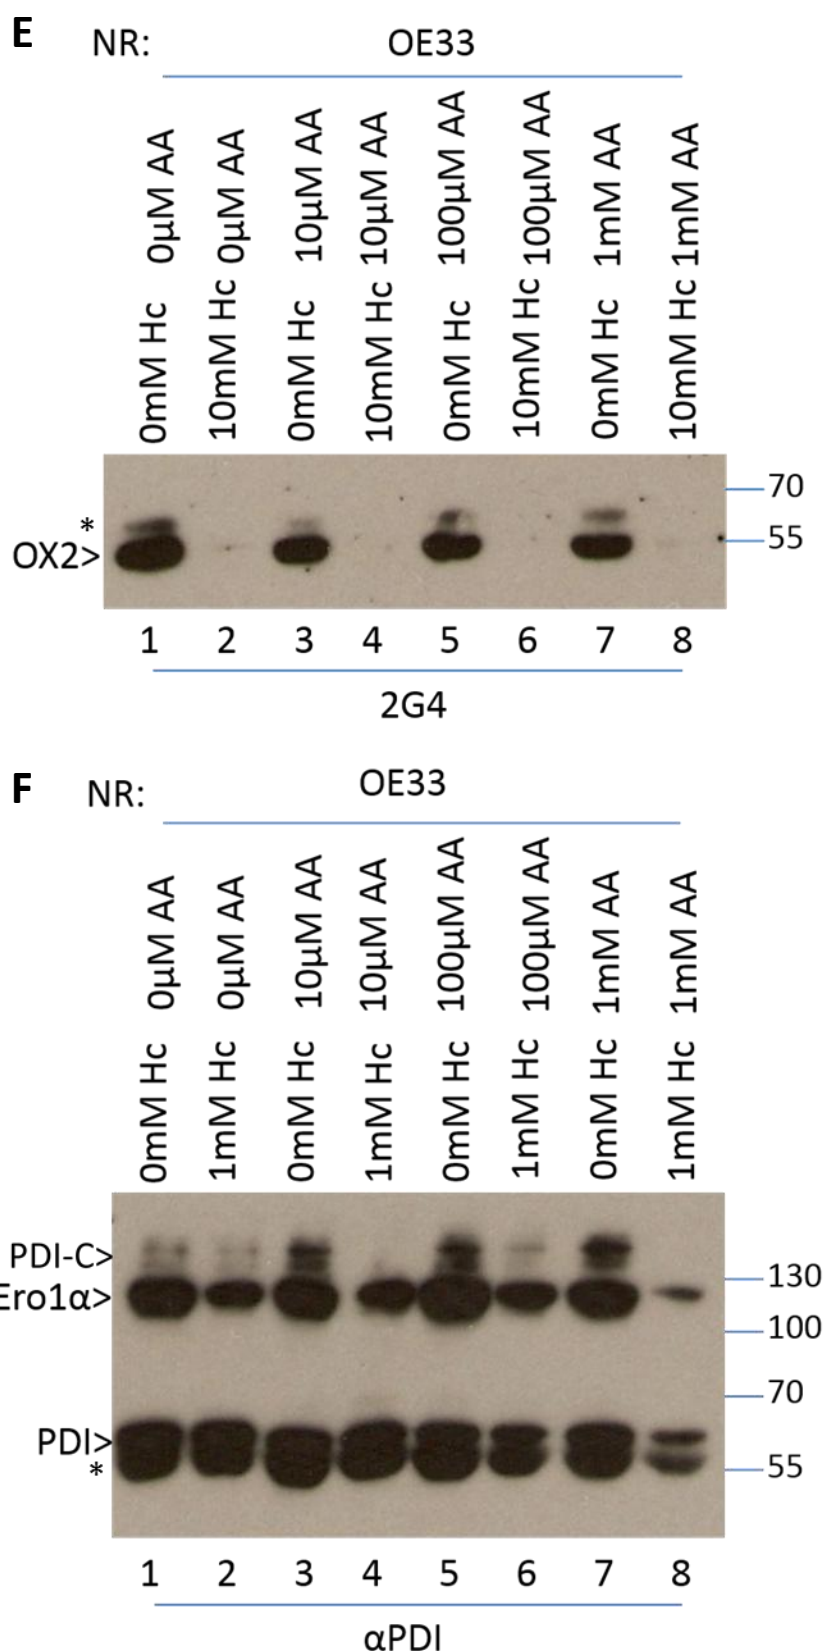 E
NR:
OE33
0mM Hc 0µM AA
10mM Hc 0µM AA
0mM Hc 10µM AA
10mM Hc 10µM AA
0mM Hc 100µM AA
10mM Hc 100µM AA
0mM Hc 1mM AA
10mM Hc 1mM AA
*
OX2>
70
55
1 2 3 4 5 6 7 8
2G4
F
NR:
OE33
0mM Hc 0µM AA
1mM Hc 0µM AA
0mM Hc 10µM AA
1mM Hc 10µM AA
0mM Hc 100µM AA
1mM Hc 100µM AA
0mM Hc 1mM AA
1mM Hc 1mM AA
PDI-C>
Ero1α>
PDI>
*
130
100
70
55
1 2 3 4 5 6 7 8
αPDI